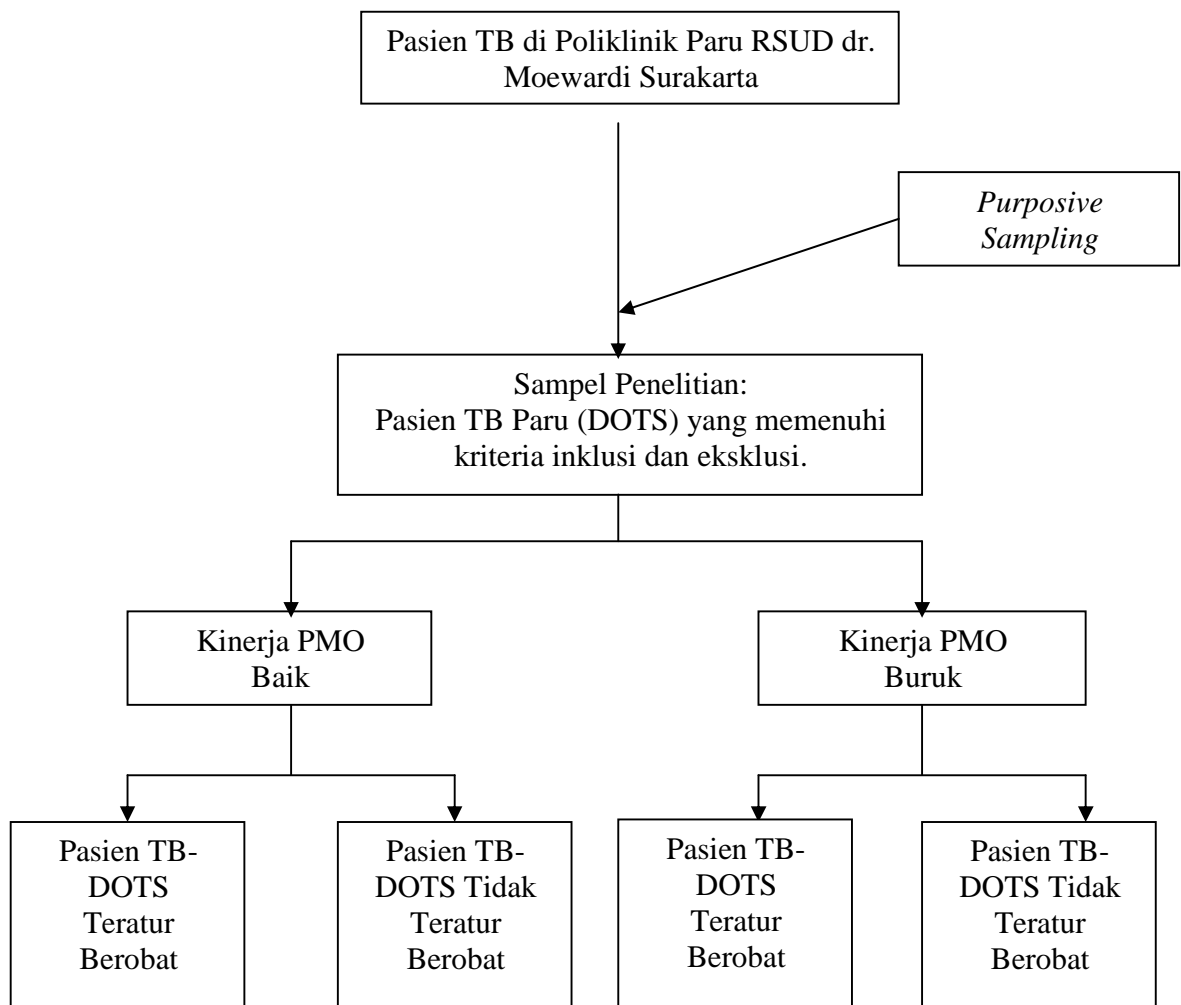 Pasien TB di Poliklinik Paru RSUD dr.
Moewardi Surakarta
Purposive
Sampling
Sampel Penelitian:
Pasien TB Paru (DOTS) yang memenuhi
kriteria inklusi dan eksklusi.
Kinerja PMO
Baik
Kinerja PMO
Buruk
Pasien TB-
DOTS
Teratur
Berobat
Pasien TB-
DOTS Tidak
Teratur
Berobat
Pasien TB-
DOTS
Teratur
Berobat
Pasien TB-
DOTS Tidak
Teratur
Berobat